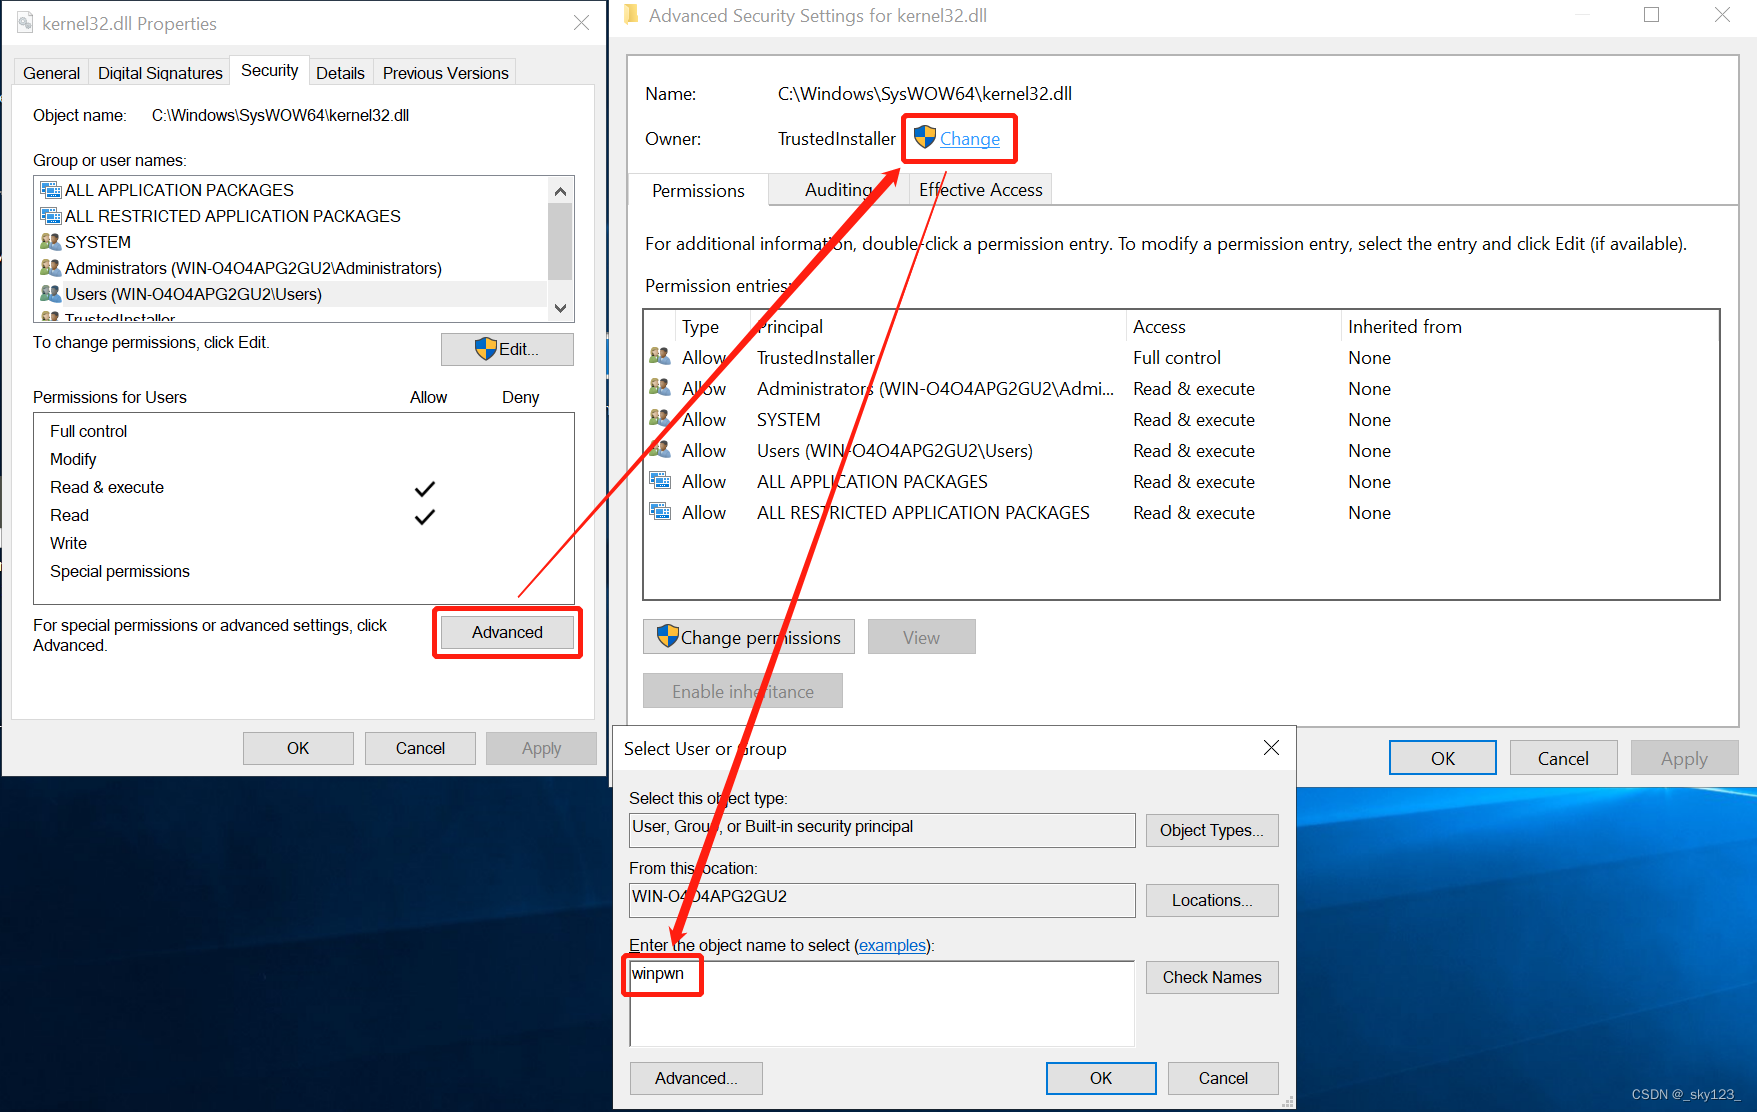 kernel32.dll Properties
General Digital Signatures Security Details Previous Versions
Object name: C:\Windows\SysWOW64\kernel32.dll
Group or user names:
ALL APPLICATION PACKAGES
ALL RESTRICTED APPLICATION PACKAGES
SYSTEM
Administrators (WIN-O4O4APG2GU2\Administrators)
Users (WIN-O4O4APG2GU2\Users)
TrustedInstaller
To change permissions, click Edit.
Edit...
Permissions for Users Allow Deny
Full control
Modify
Read & execute
Read
Write
Special permissions
For special permissions or advanced settings, click
Advanced.
Advanced
OK Cancel Apply
Advanced Security Settings for kernel32.dll
Name: C:\Windows\SysWOW64\kernel32.dll
Owner: TrustedInstaller Change
Permissions Auditing Effective Access
For additional information, double-click a permission entry. To modify a permission entry, select the entry and click Edit (if available).
Permission entries:
Type Principal Access Inherited from
Allow TrustedInstaller Full control None
Allow Administrators (WIN-O4O4APG2GU2\Admi... Read & execute None
Allow SYSTEM Read & execute None
Allow Users (WIN-O4O4APG2GU2\Users) Read & execute None
Allow ALL APPLICATION PACKAGES Read & execute None
Allow ALL RESTRICTED APPLICATION PACKAGES Read & execute None
Change permissions View
Enable inheritance
OK Cancel Apply
Select User or Group
Select this object type:
User, Group, or Built-in security principal Object Types...
From this location:
WIN-O4O4APG2GU2 Locations...
Enter the object name to select (examples):
winpwn Check Names
Advanced... OK Cancel
CSDN @_sky123_